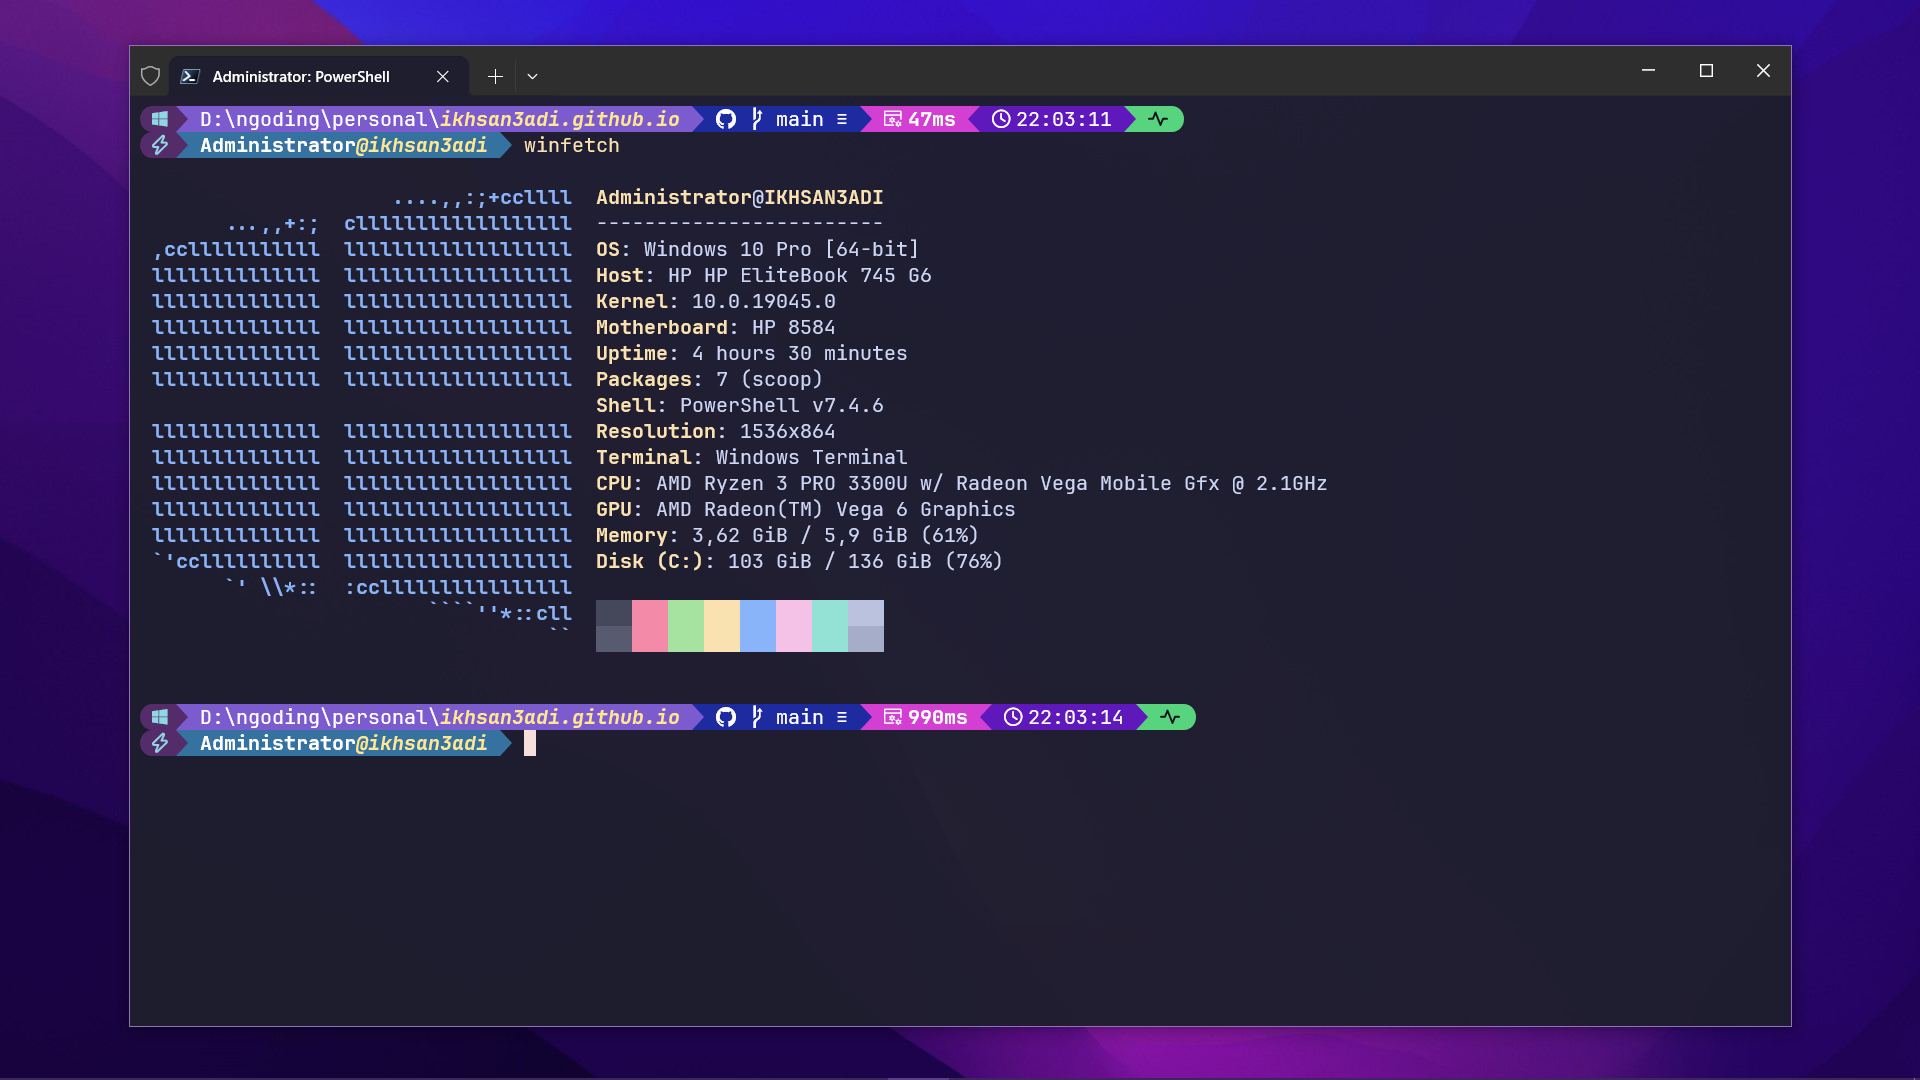 Administrator: PowerShell
D:\ngoding\personal\ikhsan3adi.github.io main ≡ 47ms 22:03:11
Administrator@ikhsan3adi winfetch
....,,:;+ccllll Administrator@IKHSAN3ADI
...,,+:; cllllllllllllllllll ------------------------
,cclllllllllll lllllllllllllllllll OS: Windows 10 Pro [64-bit]
llllllllllllll lllllllllllllllllll Host: HP HP EliteBook 745 G6
llllllllllllll lllllllllllllllllll Kernel: 10.0.19045.0
llllllllllllll lllllllllllllllllll Motherboard: HP 8584
llllllllllllll lllllllllllllllllll Uptime: 4 hours 30 minutes
llllllllllllll lllllllllllllllllll Packages: 7 (scoop)
Shell: PowerShell v7.4.6
llllllllllllll lllllllllllllllllll Resolution: 1536x864
llllllllllllll lllllllllllllllllll Terminal: Windows Terminal
llllllllllllll lllllllllllllllllll CPU: AMD Ryzen 3 PRO 3300U w/ Radeon Vega Mobile Gfx @ 2.1GHz
llllllllllllll lllllllllllllllllll GPU: AMD Radeon(TM) Vega 6 Graphics
llllllllllllll lllllllllllllllllll Memory: 3,62 GiB / 5,9 GiB (61%)
`'ccllllllllll lllllllllllllllllll Disk (C:): 103 GiB / 136 GiB (76%)
`' \\*:: :ccllllllllllllllll
````''*::cll
``
D:\ngoding\personal\ikhsan3adi.github.io main ≡ 990ms 22:03:14
Administrator@ikhsan3adi